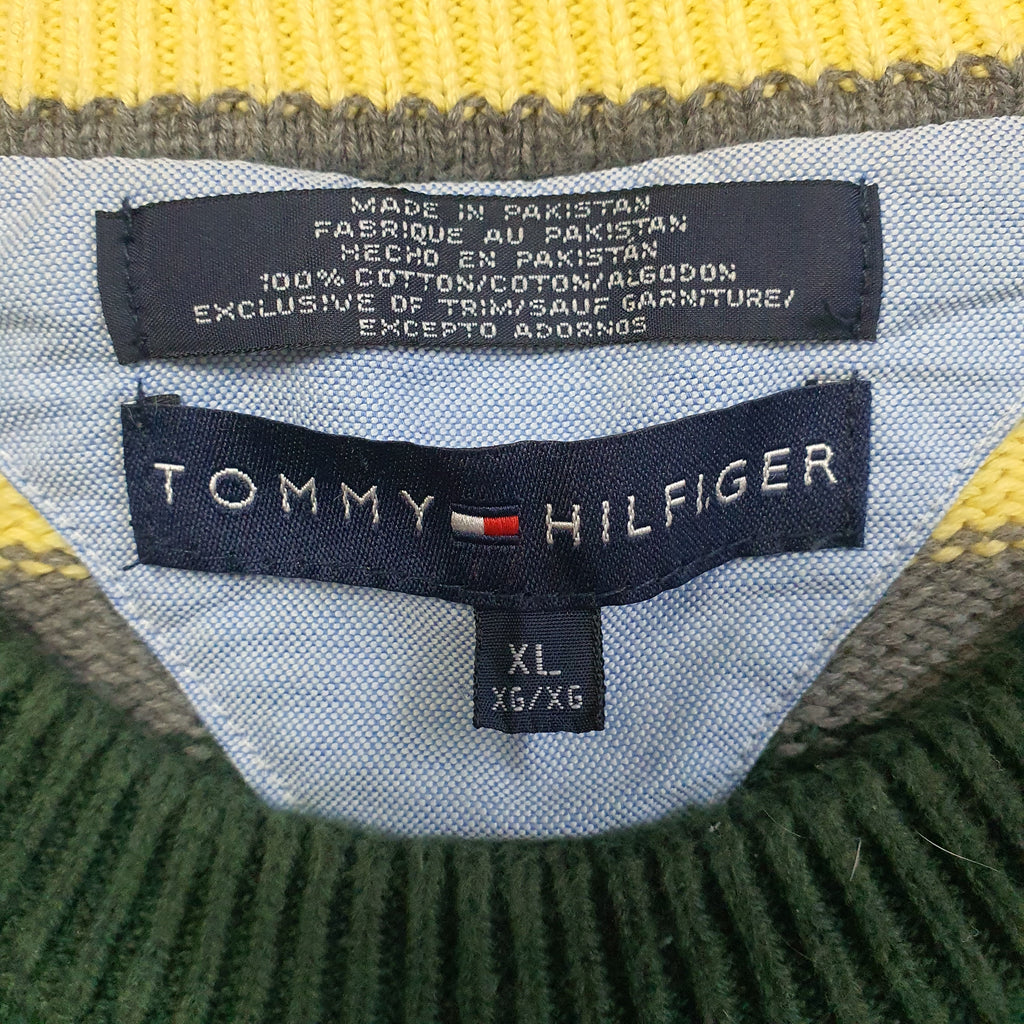 MADE IN PAKISTAN
FABRIQUE AU PAKISTAN
HECHO EN PAKISTAN
100% COTTON/COTON/ALGODON
EXCLUSIVE OF TRIM/SAUF GARNITURE/
EXCEPTO ADORNOS
TOMMY HILFIGER
XL
XG/XG